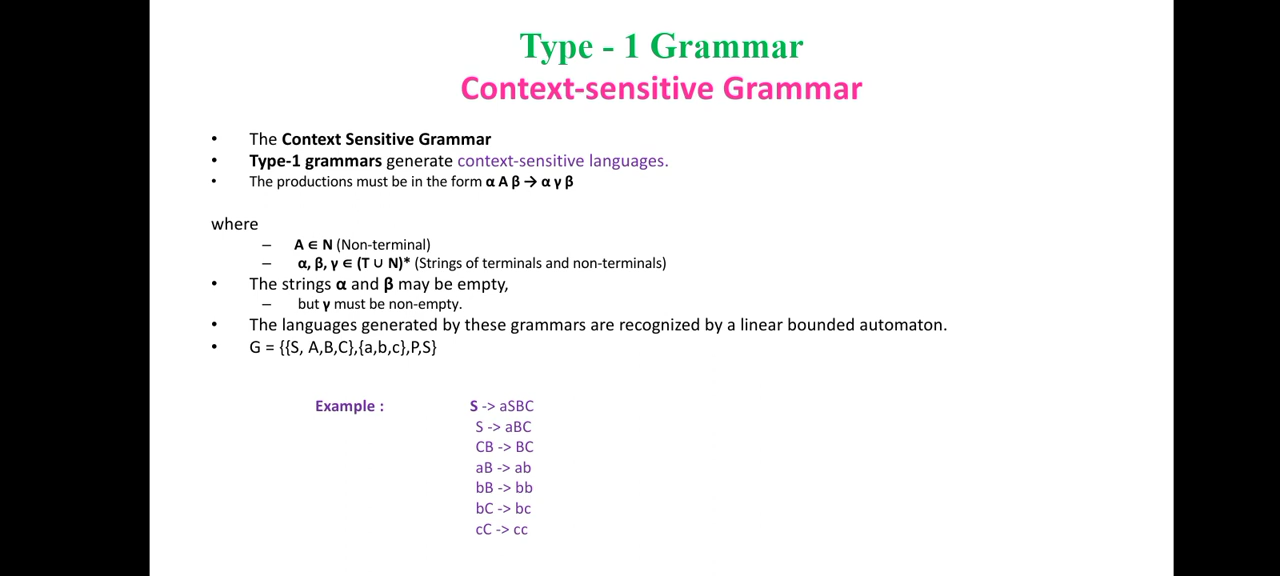 Type - 1 Grammar
Context-sensitive Grammar
• The Context Sensitive Grammar
• Type-1 grammars generate context-sensitive languages.
• The productions must be in the form α A β → α γ β
where
– A ∈ N (Non-terminal)
– α, β, γ ∈ (T ∪ N)* (Strings of terminals and non-terminals)
• The strings α and β may be empty,
– but γ must be non-empty.
• The languages generated by these grammars are recognized by a linear bounded automaton.
• G = {{S, A,B,C},{a,b,c},P,S}
Example : S -> aSBC
S -> aBC
CB -> BC
aB -> ab
bB -> bb
bC -> bc
cC -> cc